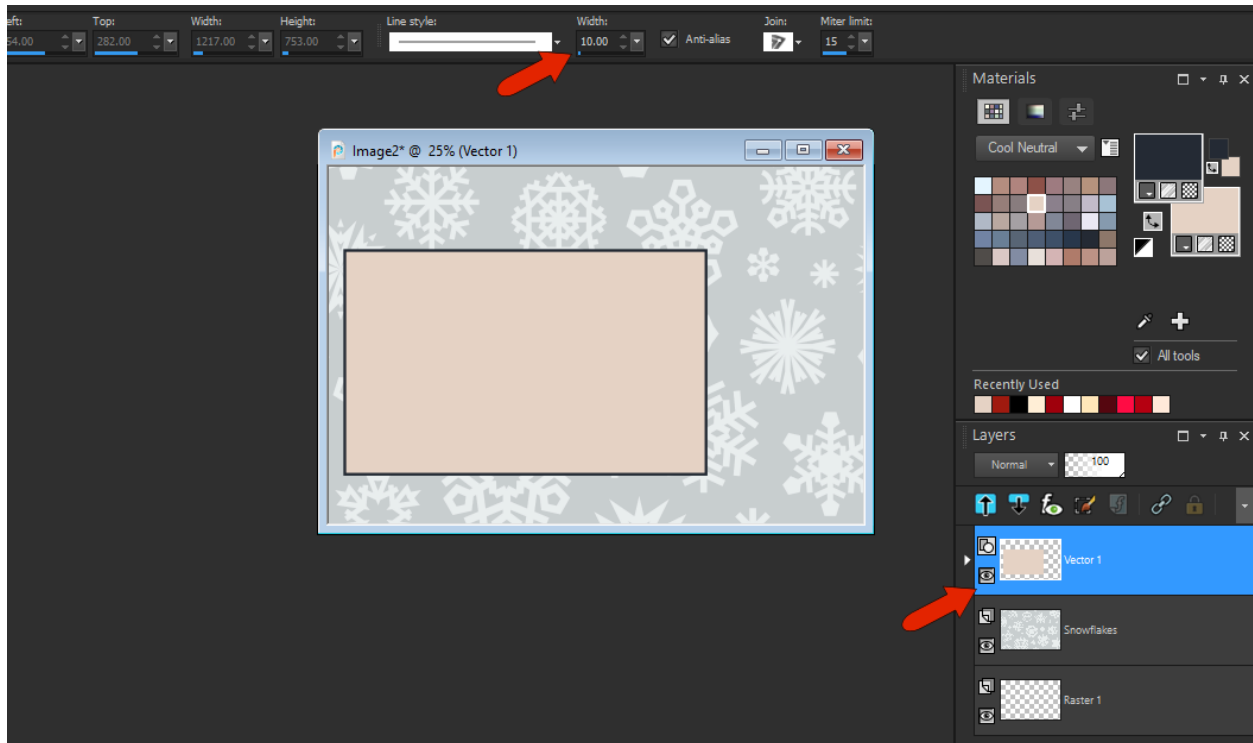 eft: Top: Width: Height: Line style: Width: Join: Miter limit:
54.00 282.00 1217.00 753.00 10.00 Anti-alias 15
Materials
Image2* @ 25% (Vector 1)
Cool Neutral
All tools
Recently Used
Layers
Normal 100
Vector 1
Snowflakes
Raster 1